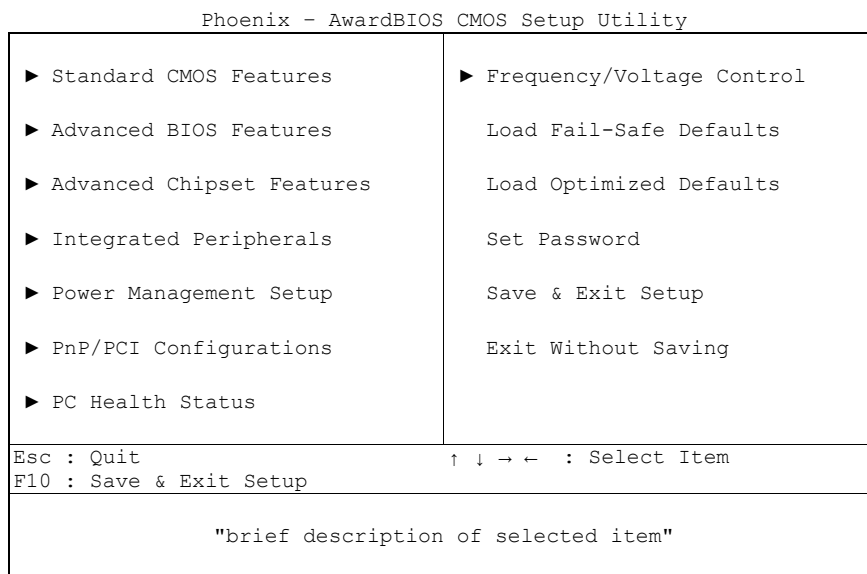 Phoenix – AwardBIOS CMOS Setup Utility
► Standard CMOS Features
► Advanced BIOS Features
► Advanced Chipset Features
► Integrated Peripherals
► Power Management Setup
► PnP/PCI Configurations
► PC Health Status
► Frequency/Voltage Control
Load Fail-Safe Defaults
Load Optimized Defaults
Set Password
Save & Exit Setup
Exit Without Saving
Esc : Quit
↑ ↓ → ← : Select Item
F10 : Save & Exit Setup
"brief description of selected item"